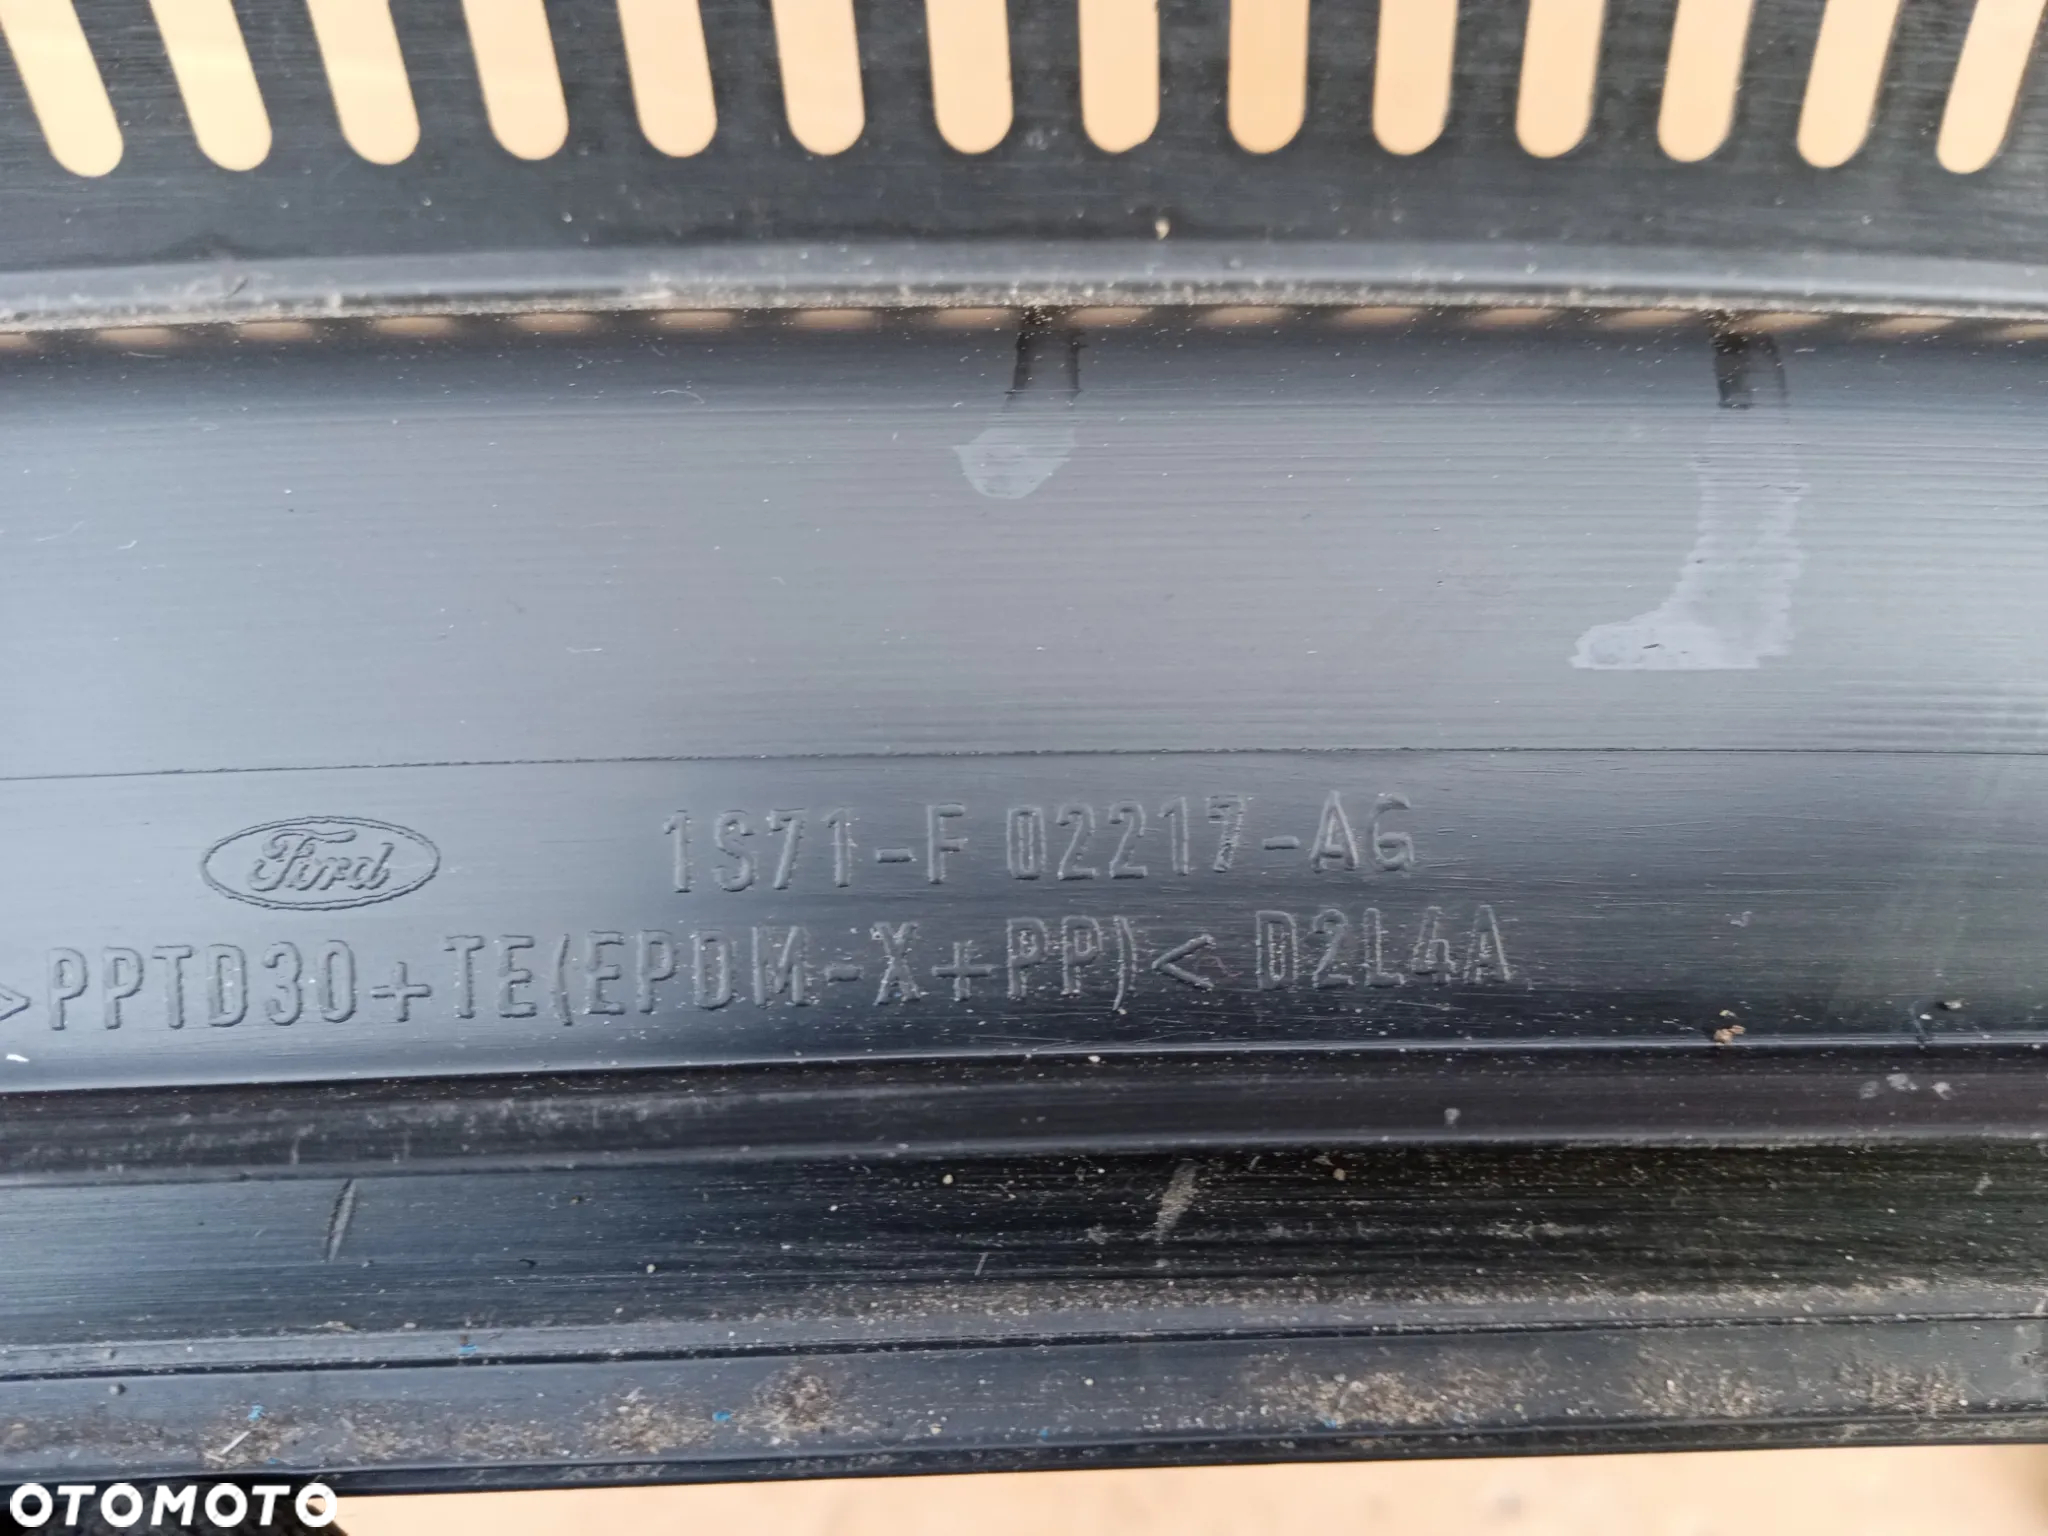 Ford 1S71-F 02217-AG
>PPTD30+TE(EPDM-X+PP)< D2L4A
OTOMOTO